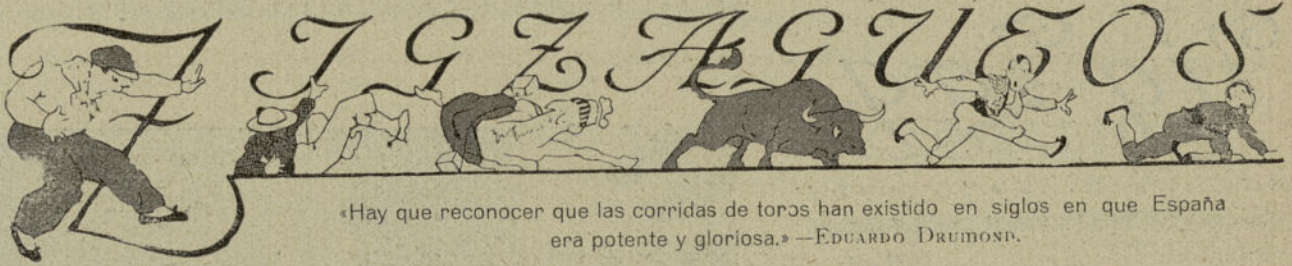 ZIGZAGUEOS
«Hay que reconocer que las corridas de toros han existido en siglos en que España
era potente y gloriosa.»—EDUARDO DRUMOND.